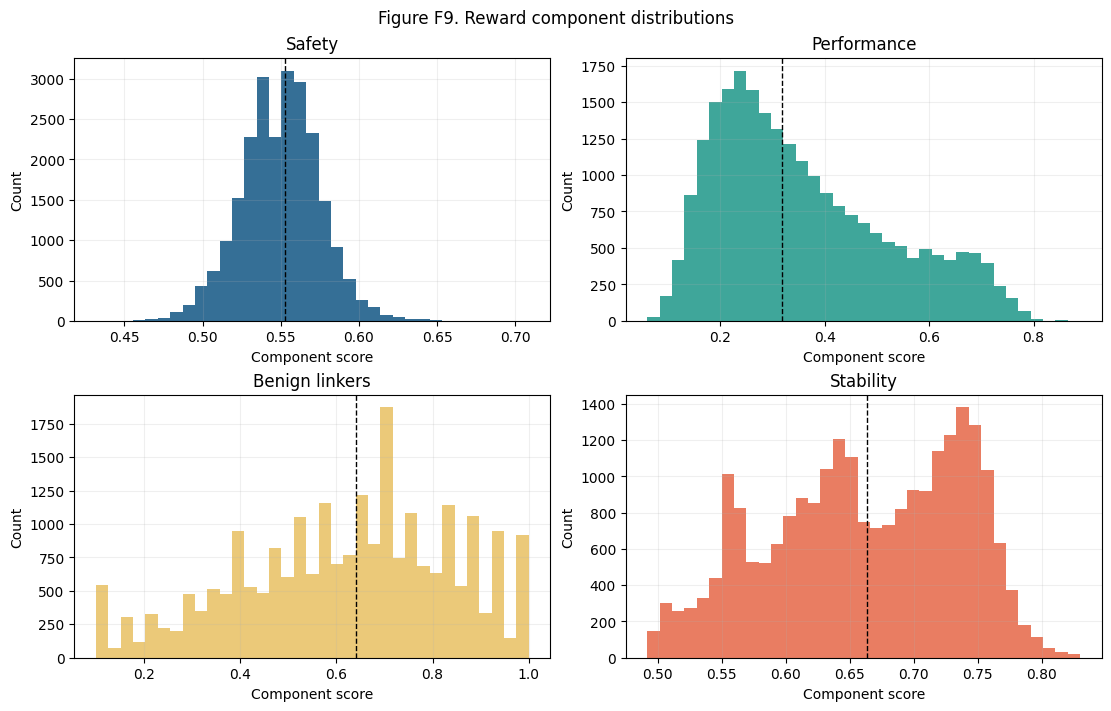 Figure F9. Reward component distributions
Safety
3000
2500
2000
1500
1000
500
0
Count
0.45 0.50 0.55 0.60 0.65 0.70
Component score
Performance
1750
1500
1250
1000
750
500
250
0
Count
0.2 0.4 0.6 0.8
Component score
Benign linkers
1750
1500
1250
1000
750
500
250
0
Count
0.2 0.4 0.6 0.8 1.0
Component score
Stability
1400
1200
1000
800
600
400
200
0
Count
0.50 0.55 0.60 0.65 0.70 0.75 0.80
Component score